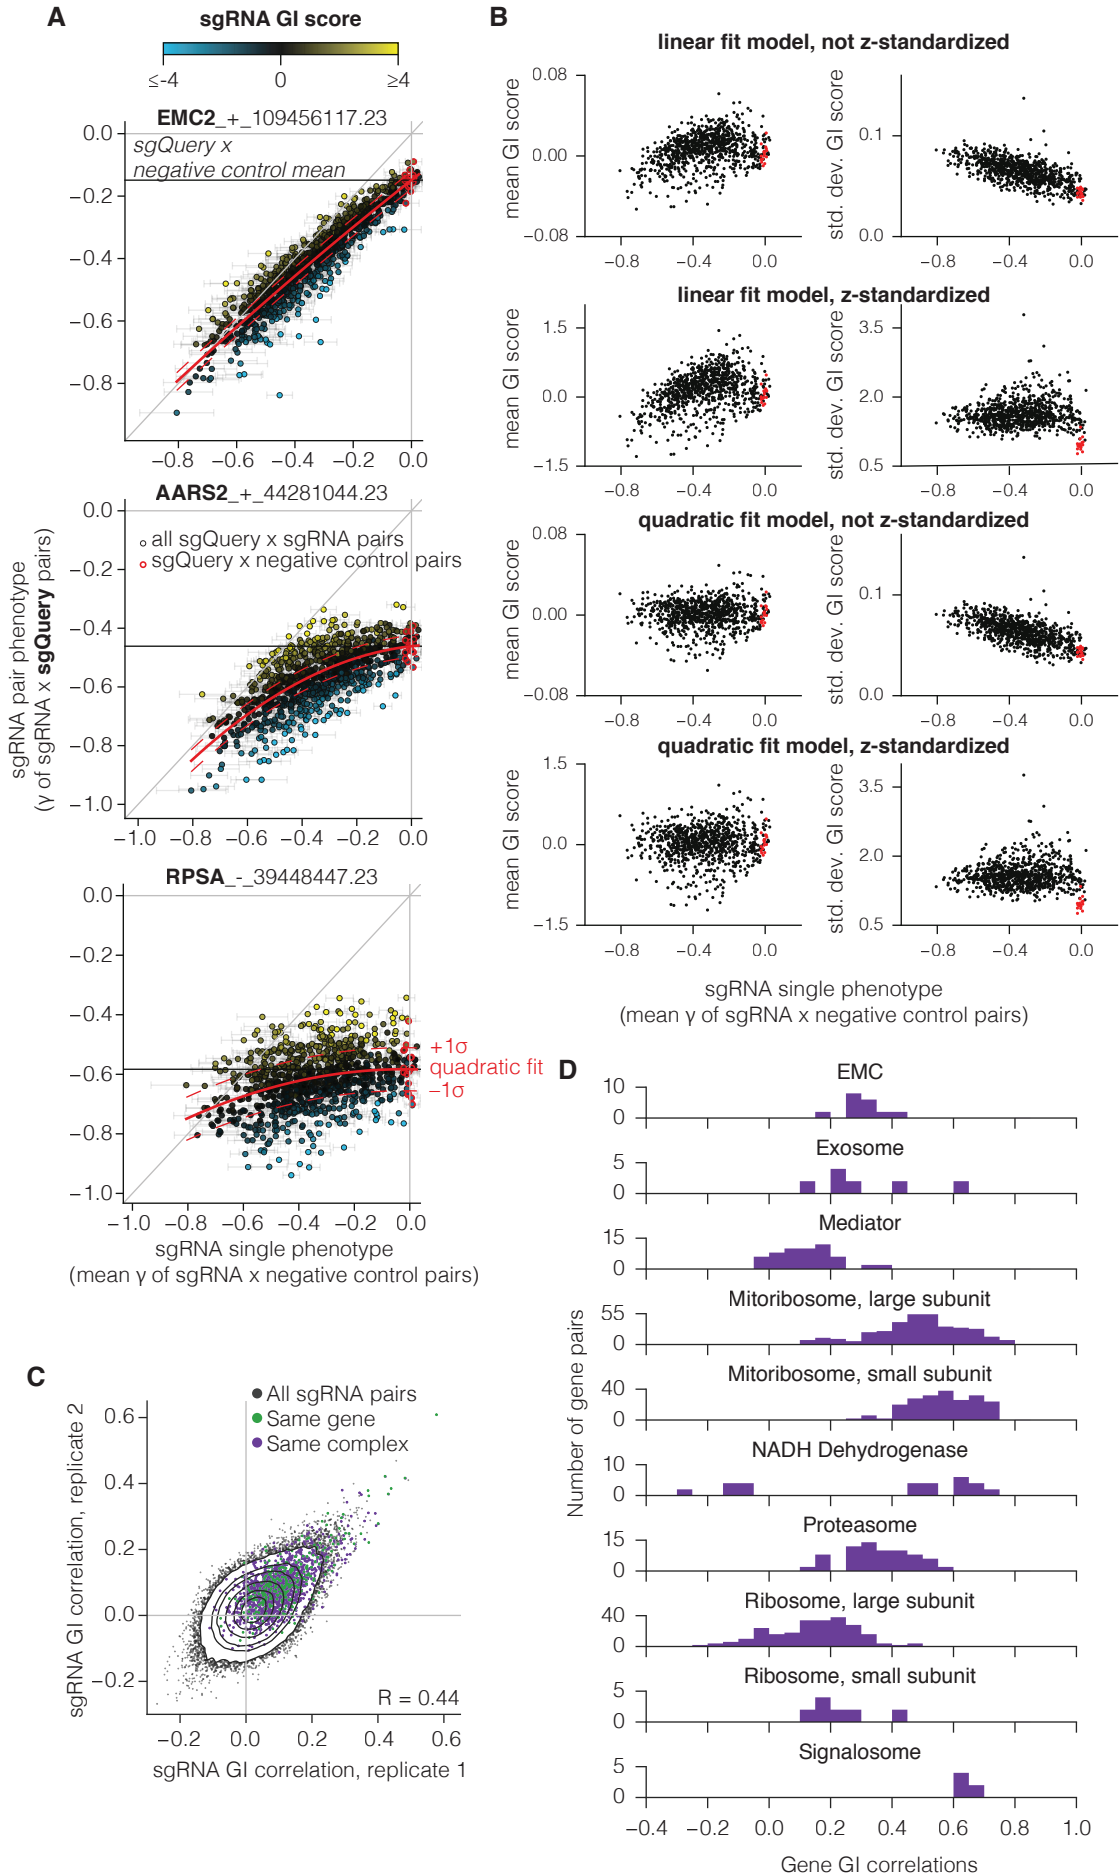 A
sgRNA GI score
≤-4
0
≥4
EMC2_+_109456117.23
sgQuery x
negative control mean
0.0
−0.2
−0.4
−0.6
−0.8
−0.8 −0.6 −0.4 −0.2 0.0
AARS2_+_44281044.23
all sgQuery x sgRNA pairs
sgQuery x negative control pairs
0.0
−0.2
−0.4
−0.6
−0.8
−1.0
−1.0 −0.8 −0.6 −0.4 −0.2 0.0
sgRNA pair phenotype
(γ of sgRNA x sgQuery pairs)
RPSA_-_39448447.23
0.0
−0.2
−0.4
−0.6
−0.8
−1.0
+1σ
quadratic fit
−1σ
−1.0 −0.8 −0.6 −0.4 −0.2 0.0
sgRNA single phenotype
(mean γ of sgRNA x negative control pairs)
B
linear fit model, not z-standardized
mean GI score
0.08
0.00
−0.08
−0.8 −0.4 0.0
std. dev. GI score
0.1
0.0
−0.8 −0.4 0.0
linear fit model, z-standardized
mean GI score
1.5
0.0
−1.5
−0.8 −0.4 0.0
std. dev. GI score
3.5
2.0
0.5
−0.8 −0.4 0.0
quadratic fit model, not z-standardized
mean GI score
0.08
0.00
−0.08
−0.8 −0.4 0.0
std. dev. GI score
0.1
0.0
−0.8 −0.4 0.0
quadratic fit model, z-standardized
mean GI score
1.5
0.0
−1.5
−0.8 −0.4 0.0
std. dev. GI score
3.5
2.0
0.5
−0.8 −0.4 0.0
sgRNA single phenotype
(mean γ of sgRNA x negative control pairs)
C
All sgRNA pairs
Same gene
Same complex
sgRNA GI correlation, replicate 2
0.6
0.4
0.2
0.0
−0.2
R = 0.44
−0.2 0.0 0.2 0.4 0.6
sgRNA GI correlation, replicate 1
D
Number of gene pairs
EMC
10
0
Exosome
5
0
Mediator
15
0
Mitoribosome, large subunit
55
0
Mitoribosome, small subunit
40
0
NADH Dehydrogenase
10
0
Proteasome
15
0
Ribosome, large subunit
40
0
Ribosome, small subunit
5
0
Signalosome
5
0
−0.4 −0.2 0.0 0.2 0.4 0.6 0.8 1.0
Gene GI correlations